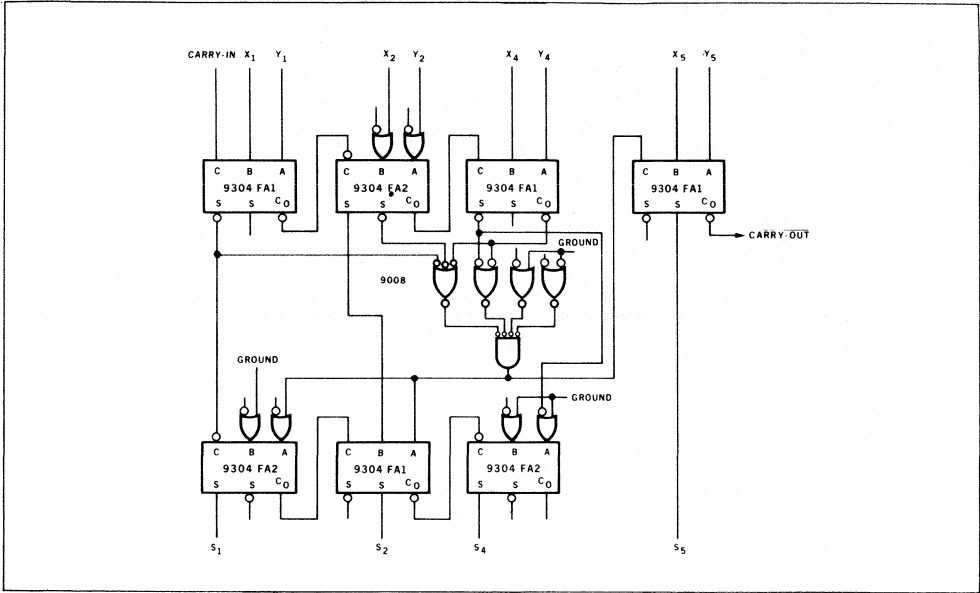 CARRY-IN X1 Y1 X2 Y2 X4 Y4 X5 Y5
C B A C B A C B A C B A
9304 FA1 9304 FA2 9304 FA1 9304 FA1
S S CO S S CO S S CO S S CO
CARRY-OUT
GROUND
9008
GROUND
GROUND
C B A C B A C B A
9304 FA2 9304 FA1 9304 FA2
S S CO S S CO S S CO
S1 S2 S4 S5